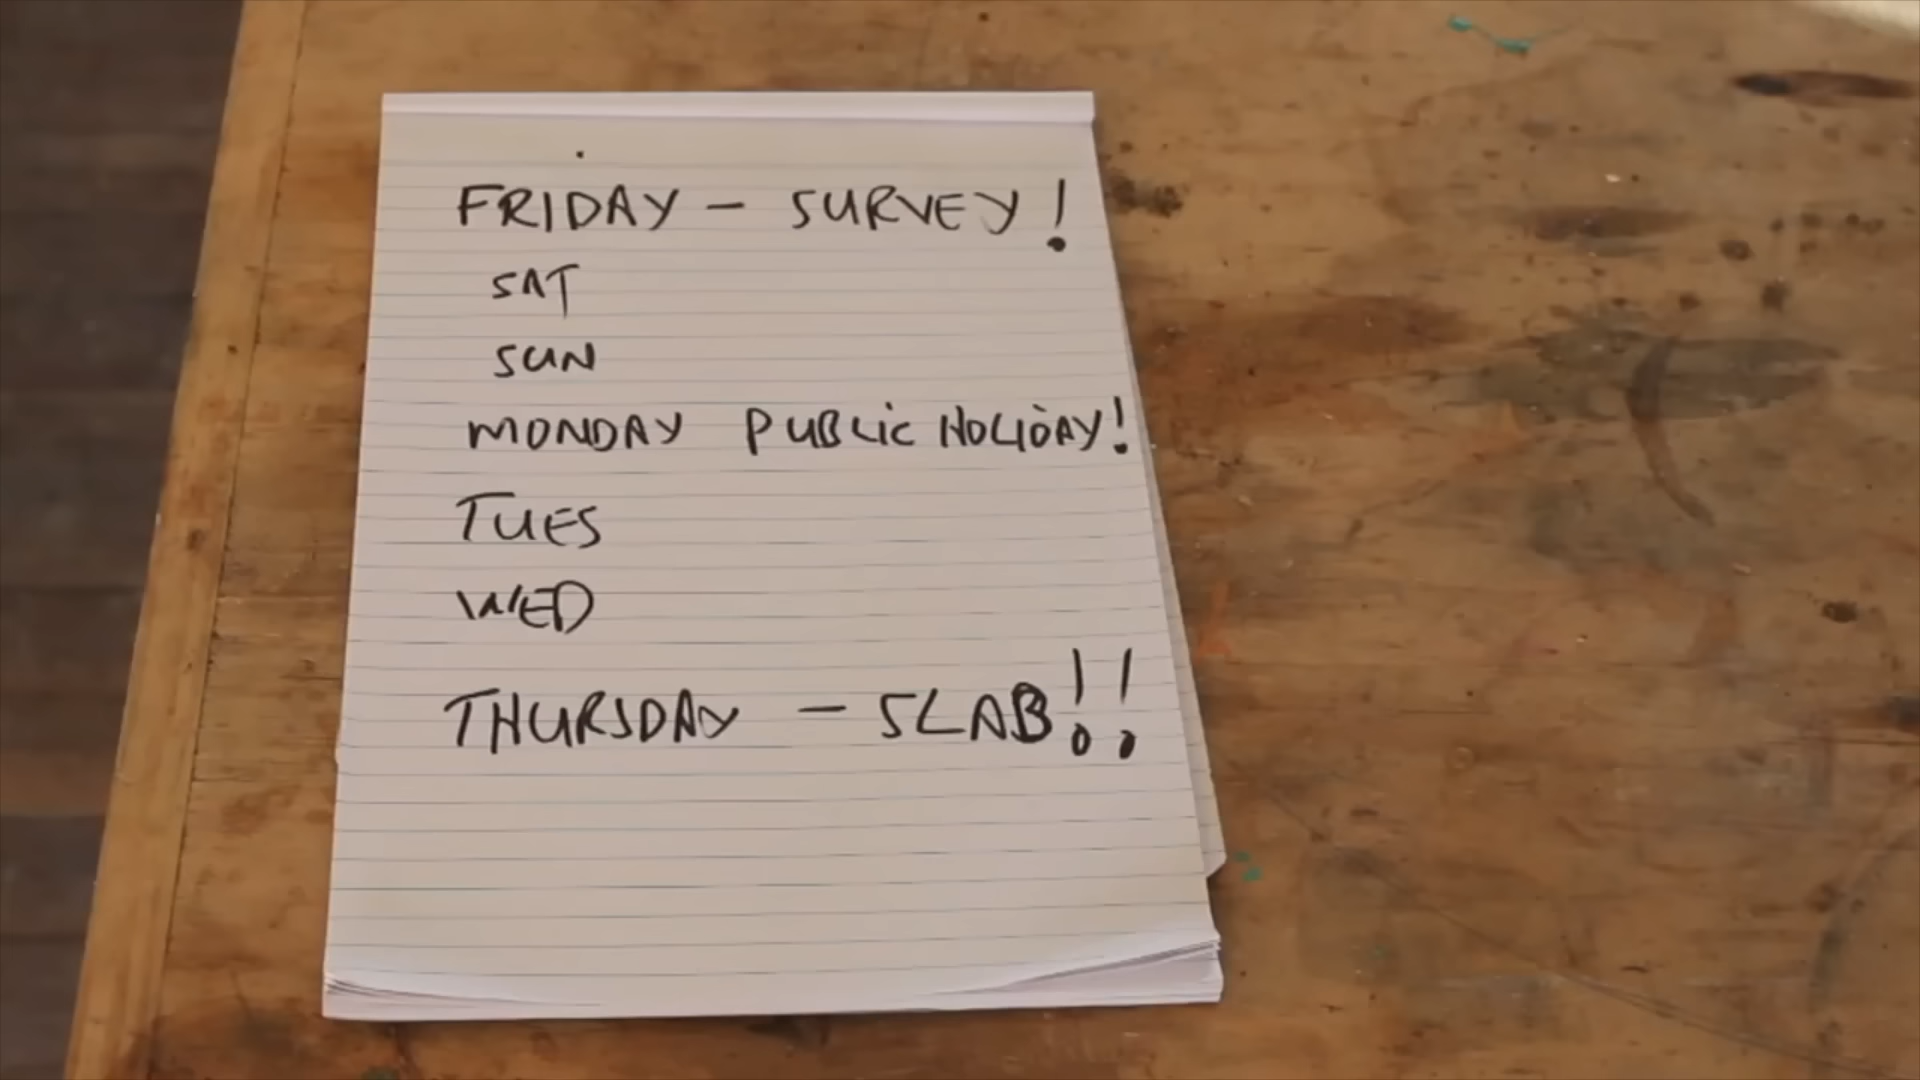 FRIDAY - SURVEY!
SAT
SUN
MONDAY PUBLIC HOLIDAY!
TUES
WED
THURSDAY - SLAB!!